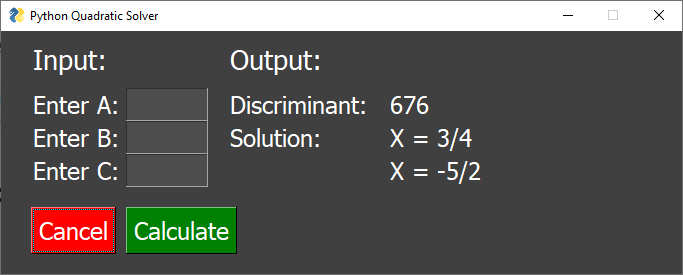 Python Quadratic Solver
Input: Output:
Enter A: Discriminant: 676
Enter B: Solution: X = 3/4
Enter C: X = -5/2
Cancel Calculate